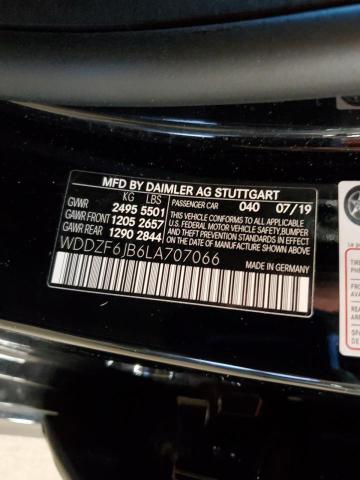 MFD BY DAIMLER AG STUTTGART
KG LBS
GVWR 2495 5501
GAWR FRONT 1205 2657
GAWR REAR 1290 2844
PASSENGER CAR 040 07/19
THIS VEHICLE CONFORMS TO ALL APPLICABLE
U.S. FEDERAL MOTOR VEHICLE SAFETY,BUMPER
AND THEFT PREVENTION STANDARDS IN EFFECT
ON THE DATE OF MANUFACTURE SHOWN ABOVE.
WDDZF6JB6LA707066
MADE IN GERMANY